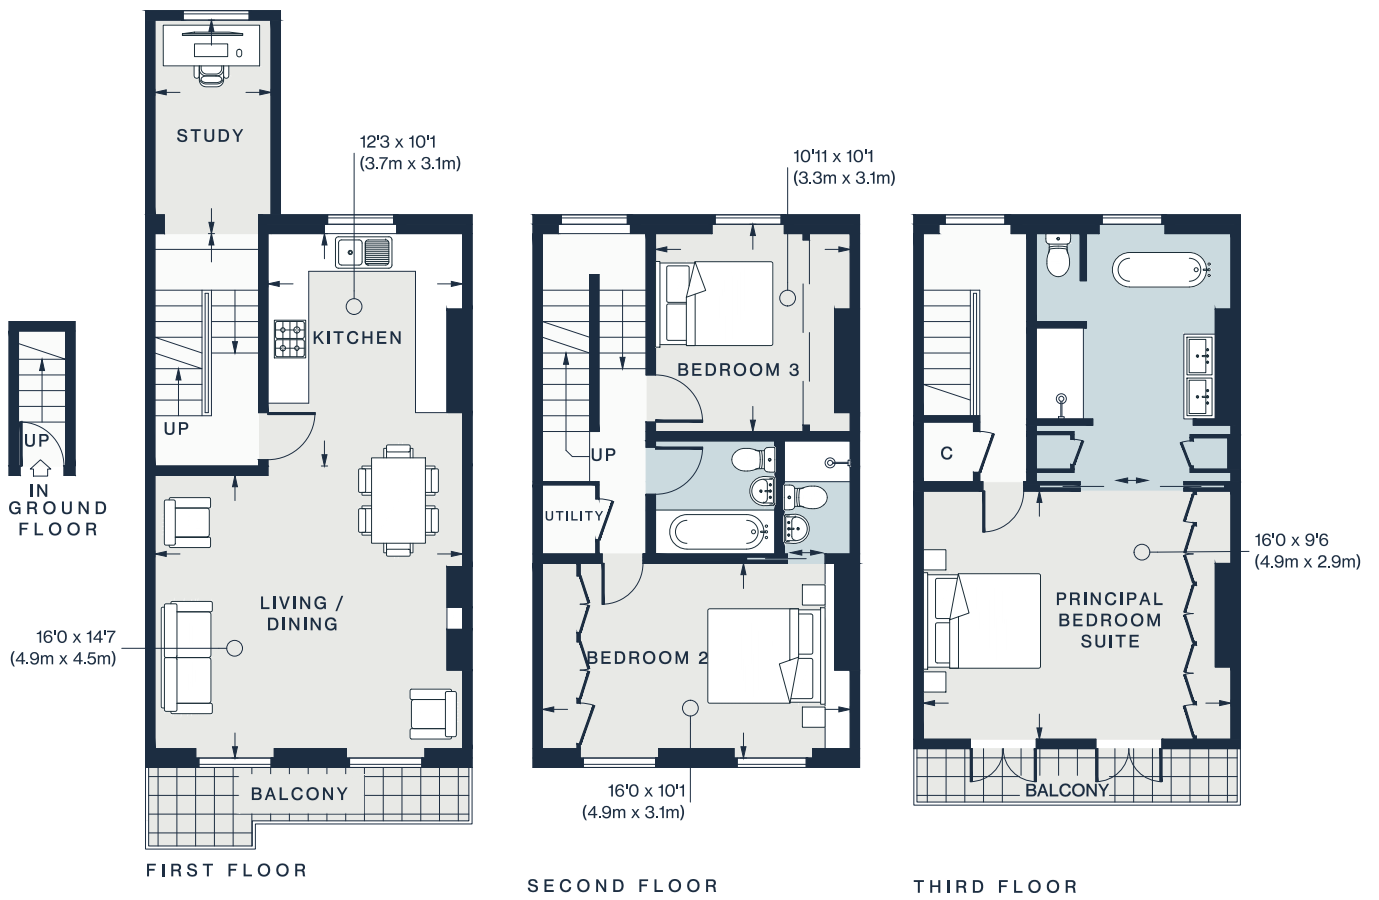 STUDY
12'3 x 10'1
(3.7m x 3.1m)
KITCHEN
UP
LIVING /
DINING
16'0 x 14'7
(4.9m x 4.5m)
BALCONY
FIRST FLOOR
UP
IN
GROUND
FLOOR
10'11 x 10'1
(3.3m x 3.1m)
BEDROOM 3
UP
UTILITY
BEDROOM 2
16'0 x 10'1
(4.9m x 3.1m)
SECOND FLOOR
C
16'0 x 9'6
(4.9m x 2.9m)
PRINCIPAL
BEDROOM
SUITE
BALCONY
THIRD FLOOR